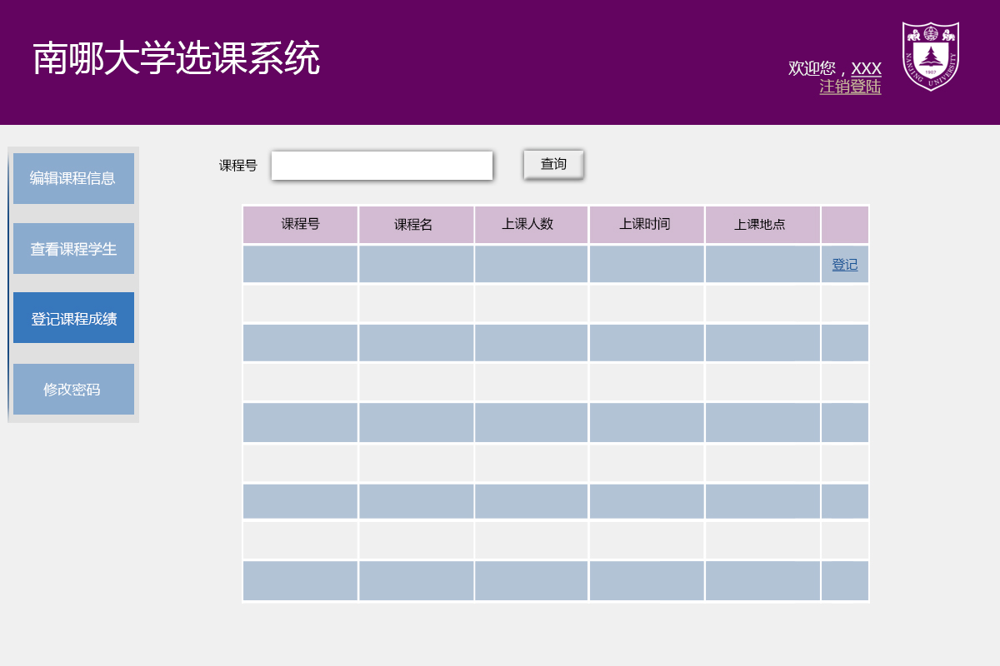 南哪大学选课系统
欢迎您，XXX
注销登陆
NANJING UNIVERSITY
1902
编辑课程信息
查看课程学生
登记课程成绩
修改密码
课程号
查询
课程号 课程名 上课人数 上课时间 上课地点
登记